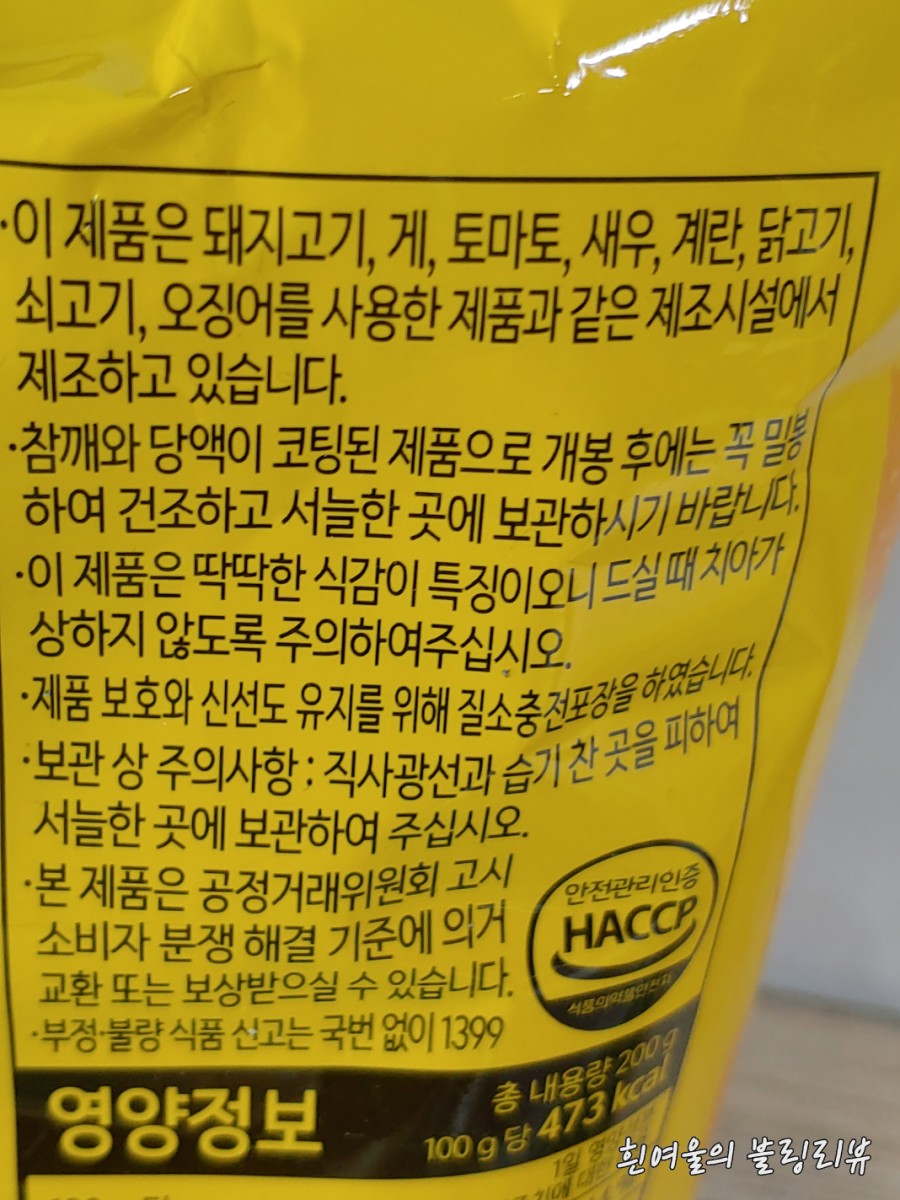 ·이 제품은 돼지고기, 게, 토마토, 새우, 계란, 닭고기,
쇠고기, 오징어를 사용한 제품과 같은 제조시설에서
제조하고 있습니다.
·참깨와 당액이 코팅된 제품으로 개봉 후에는 꼭 밀봉
하여 건조하고 서늘한 곳에 보관하시기 바랍니다.
·이 제품은 딱딱한 식감이 특징이오니 드실 때 치아가
상하지 않도록 주의하여주십시오.
·제품 보호와 신선도 유지를 위해 질소충전포장을 하였습니다.
·보관 상 주의사항 : 직사광선과 습기 찬 곳을 피하여
서늘한 곳에 보관하여 주십시오.
·본 제품은 공정거래위원회 고시
소비자 분쟁 해결 기준에 의거
교환 또는 보상받으실 수 있습니다.
·부정·불량 식품 신고는 국번 없이 1399
안전관리인증
HACCP
식품의약품안전처
영양정보
총 내용량 200 g
100 g 당 473 kcal
1일
흰여울의 블링리뷰